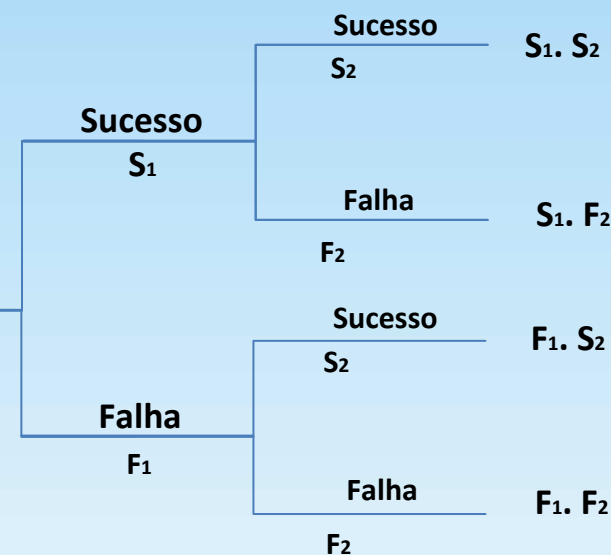 Sucesso
S1. S2
S2
Sucesso
S1
Falha
S1. F2
F2
Sucesso
F1. S2
S2
Falha
F1
Falha
F1. F2
F2